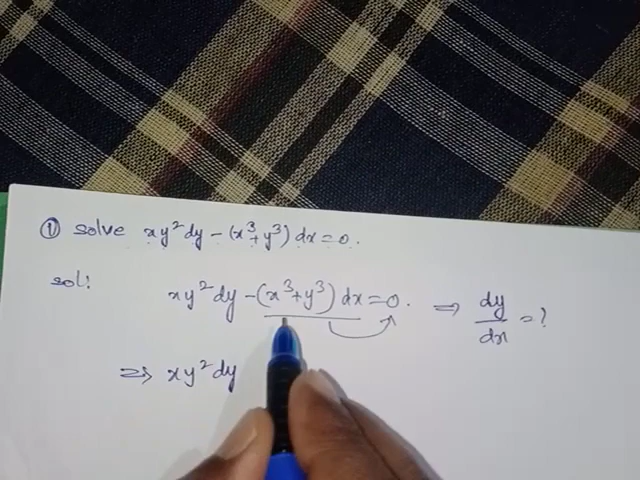 ① solve xy²dy - (x³+y³) dx = 0.
sol: xy²dy - (x³+y³) dx = 0. ⇒ dy/dx = ?
⇒ xy²dy